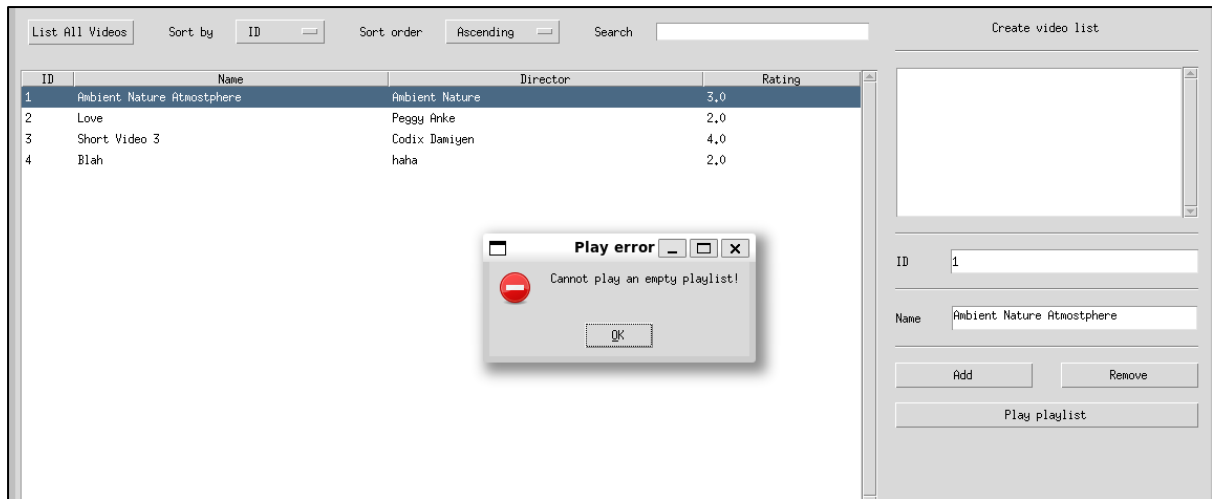 List All Videos Sort by ID Sort order Ascending Search
Create video list
ID Name Director Rating
1 Ambient Nature Atmostphere Ambient Nature 3.0
2 Love Peggy Anke 2.0
3 Short Video 3 Codix Damiyen 4.0
4 Blah haha 2.0
Play error
Cannot play an empty playlist!
OK
ID 1
Name Ambient Nature Atmostphere
Add Remove
Play playlist